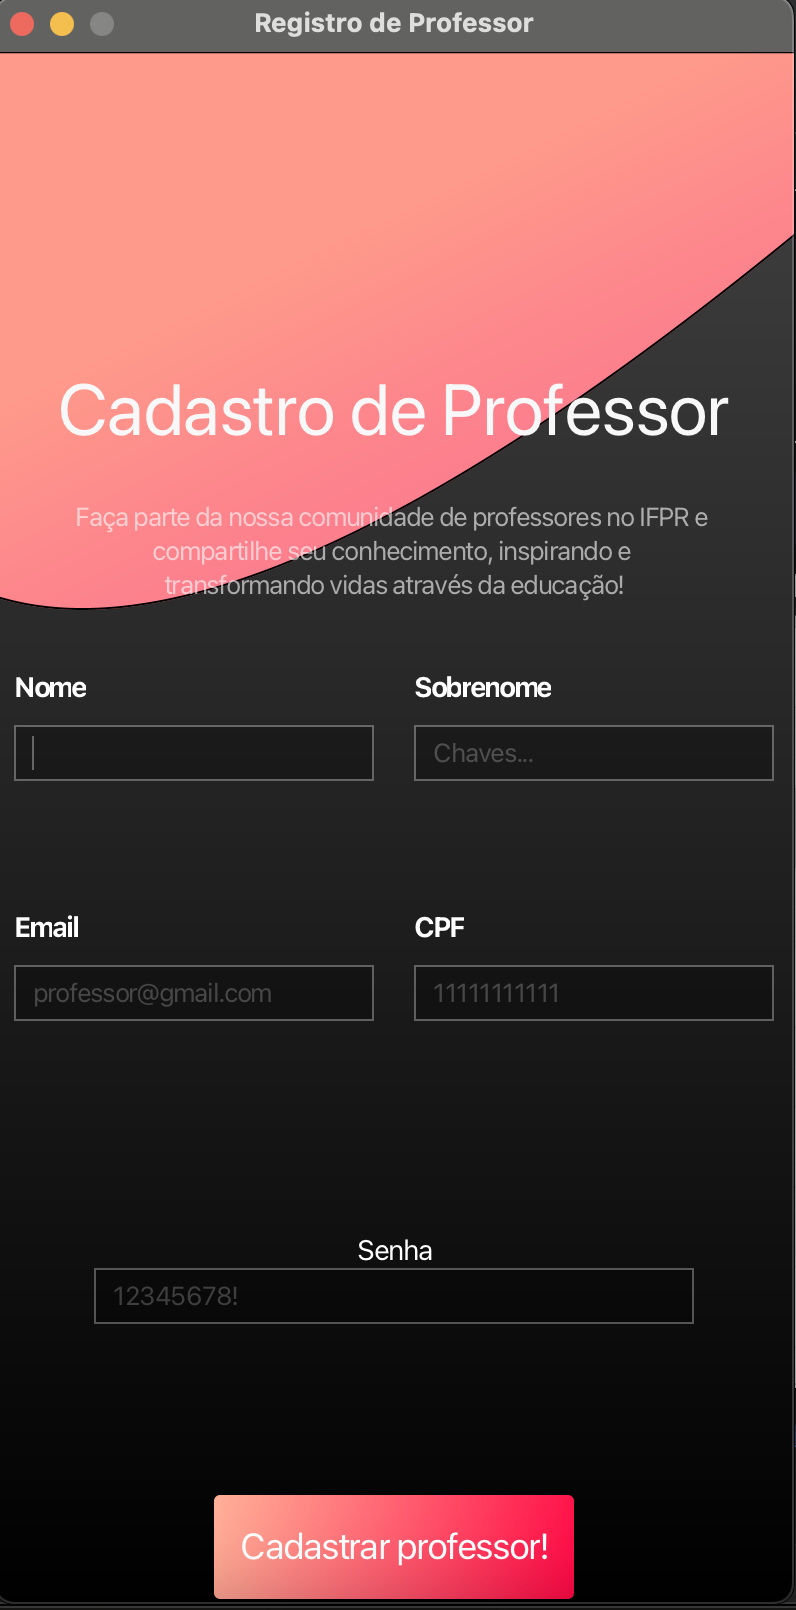 Registro de Professor
Cadastro de Professor
Faça parte da nossa comunidade de professores no IFPR e
compartilhe seu conhecimento, inspirando e
transformando vidas através da educação!
Nome
Sobrenome
Chaves...
Email
CPF
professor@gmail.com
11111111111
Senha
12345678!
Cadastrar professor!